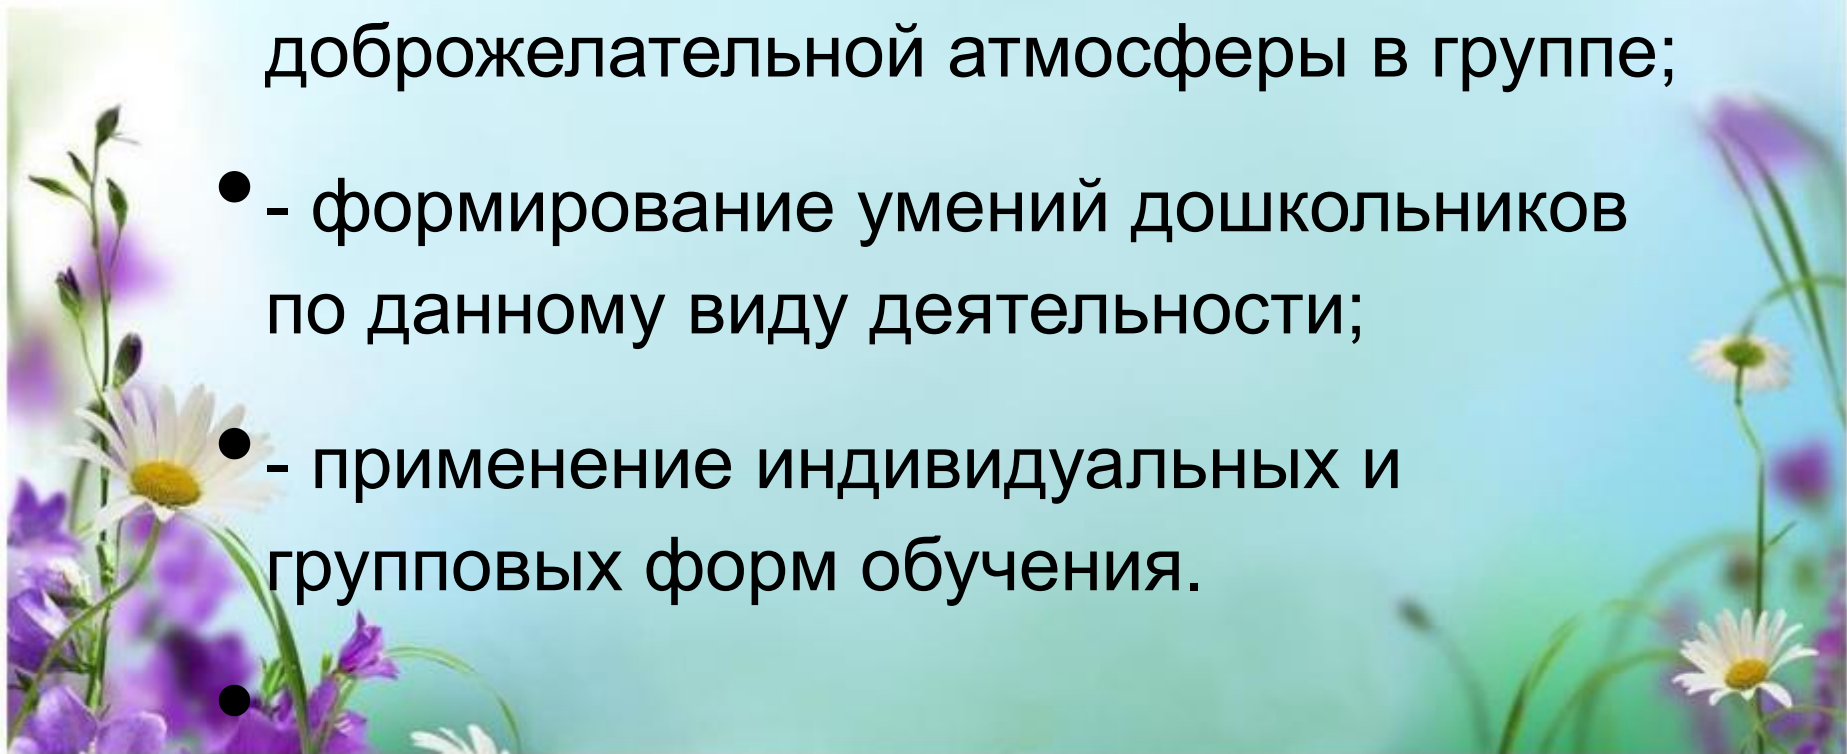 доброжелательной атмосферы в группе;
• - формирование умений дошкольников
по данному виду деятельности;
• - применение индивидуальных и
групповых форм обучения.
•